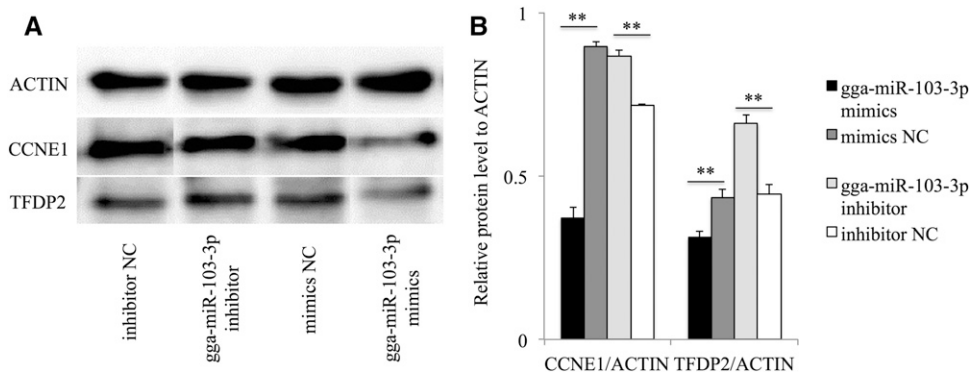 A
ACTIN
CCNE1
TFDP2
inhibitor NC
gga-miR-103-3p
inhibitor
mimics NC
gga-miR-103-3p
mimics
B
Relative protein level to ACTIN
1
0.5
0
**
**
**
**
CCNE1/ACTIN
TFDP2/ACTIN
gga-miR-103-3p
mimics
mimics NC
gga-miR-103-3p
inhibitor
inhibitor NC